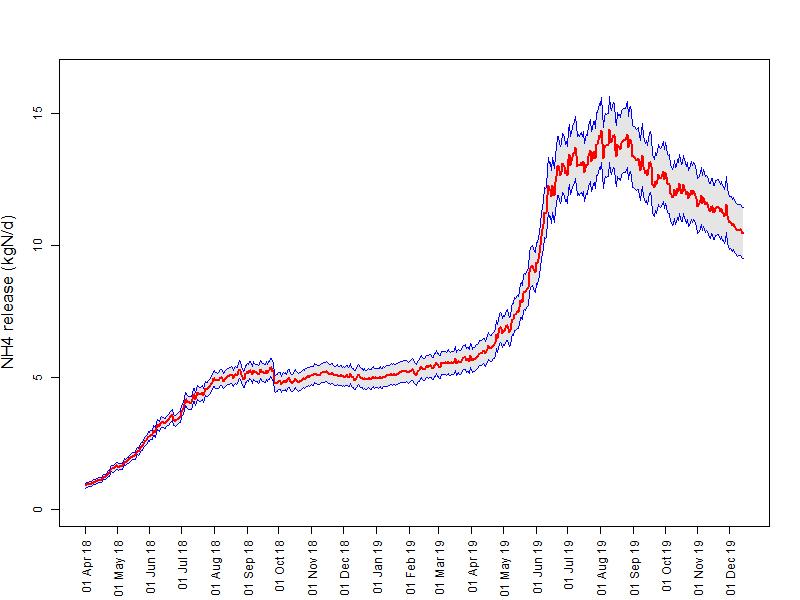 NH4 release (kgN/d)
15
10
5
0
01 Apr 18
01 May 18
01 Jun 18
01 Jul 18
01 Aug 18
01 Sep 18
01 Oct 18
01 Nov 18
01 Dec 18
01 Jan 19
01 Feb 19
01 Mar 19
01 Apr 19
01 May 19
01 Jun 19
01 Jul 19
01 Aug 19
01 Sep 19
01 Oct 19
01 Nov 19
01 Dec 19